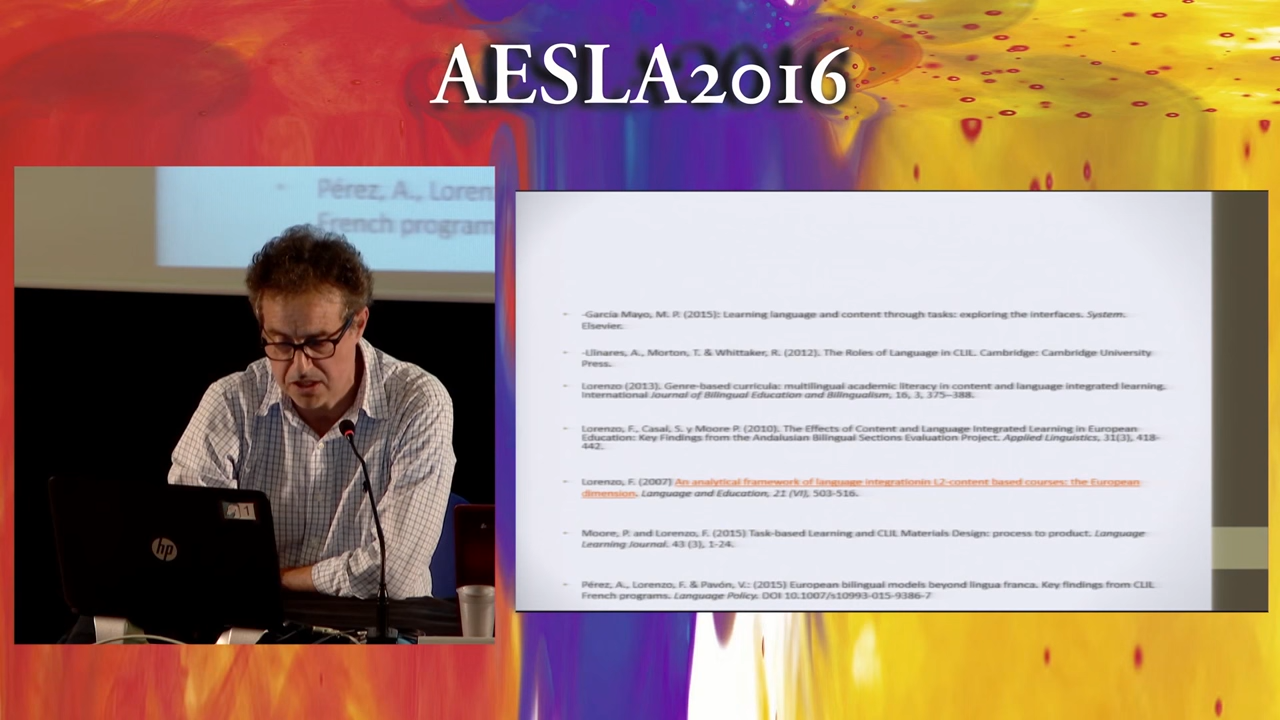 AESLA2016
Pérez, A., Loren
French program
hp
- -García Mayo, M. P. (2015): Learning language and content through tasks: exploring the interfaces. System.
Elsevier.
- -Llinares, A., Morton, T. & Whittaker, R. (2012). The Roles of Language in CLIL. Cambridge: Cambridge University
Press.
- Lorenzo (2013). Genre-based curricula: multilingual academic literacy in content and language integrated learning.
International Journal of Bilingual Education and Bilingualism, 16, 3, 375–388.
- Lorenzo, F., Casal, S. y Moore P. (2010). The Effects of Content and Language Integrated Learning in European
Education: Key Findings from the Andalusian Bilingual Sections Evaluation Project. Applied Linguistics, 31(3), 418-
442.
- Lorenzo, F. (2007) An analytical framework of language integrationin L2-content based courses: the European
dimension. Language and Education, 21 (VI), 503-516.
- Moore, P. and Lorenzo, F. (2015) Task-based Learning and CLIL Materials Design: process to product. Language
Learning Journal. 43 (3), 1-24.
- Pérez, A., Lorenzo, F. & Pavón, V.: (2015) European bilingual models beyond lingua franca. Key findings from CLIL
French programs. Language Policy. DOI 10.1007/s10993-015-9386-7